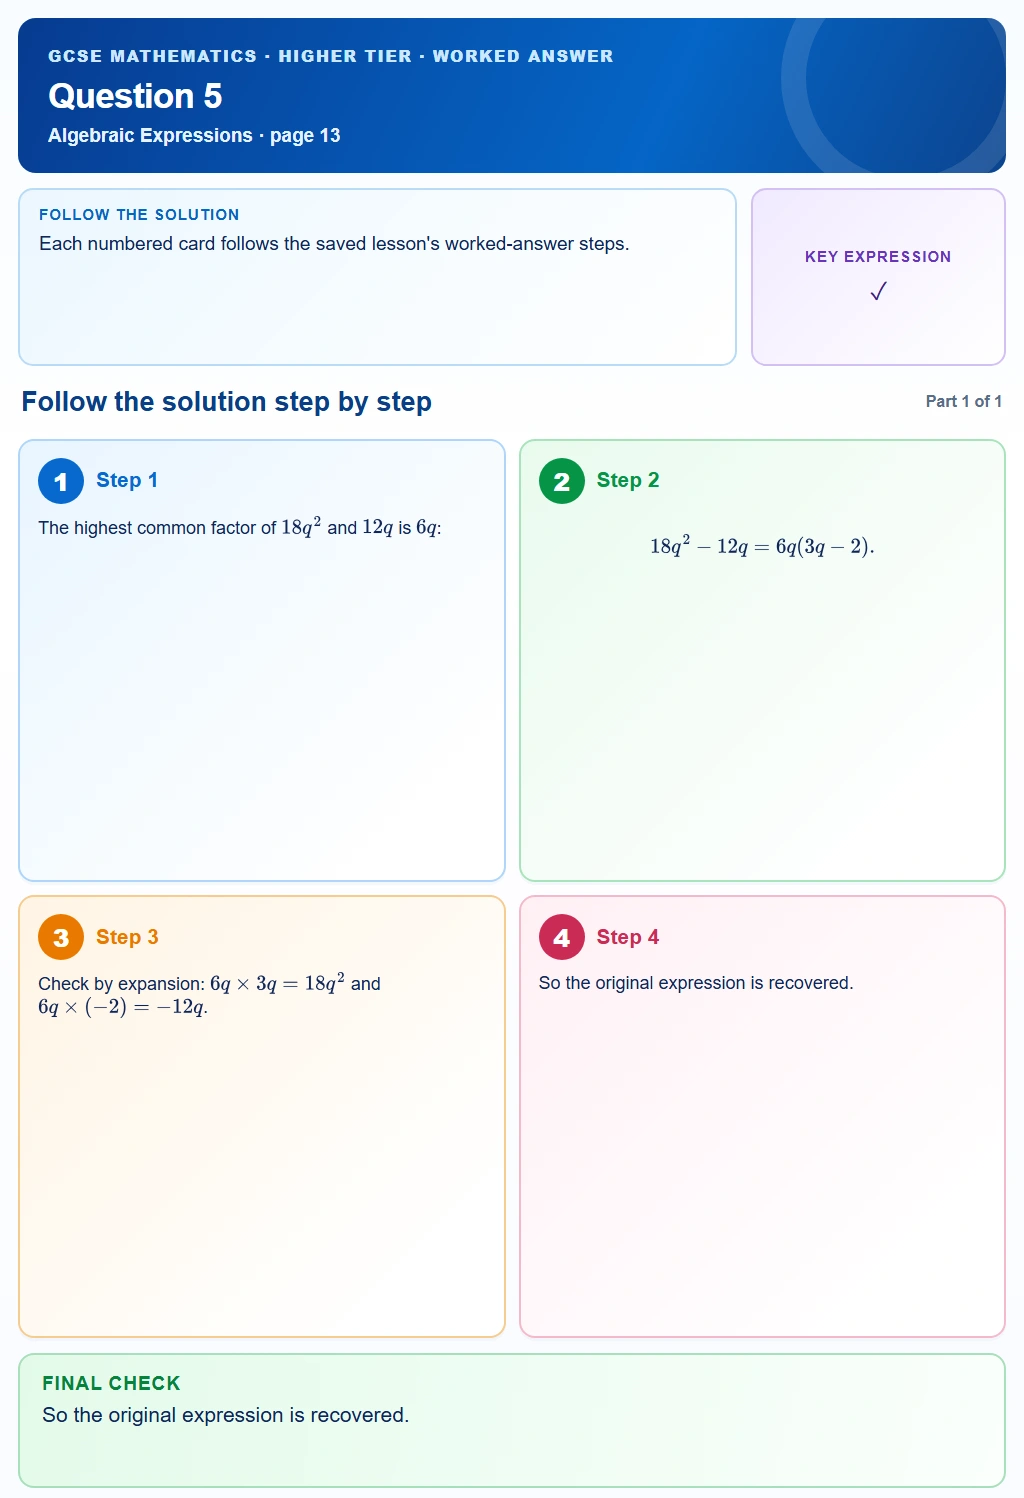 GCSE MATHEMATICS · HIGHER TIER · WORKED ANSWER
Question 5
Algebraic Expressions · page 13
FOLLOW THE SOLUTION
Each numbered card follows the saved lesson's worked-answer steps.
KEY EXPRESSION
✓
Follow the solution step by step
Part 1 of 1
1 Step 1
The highest common factor of 18q² and 12q is 6q:
2 Step 2
18q² − 12q = 6q(3q − 2).
3 Step 3
Check by expansion: 6q × 3q = 18q² and
6q × (−2) = −12q.
4 Step 4
So the original expression is recovered.
FINAL CHECK
So the original expression is recovered.